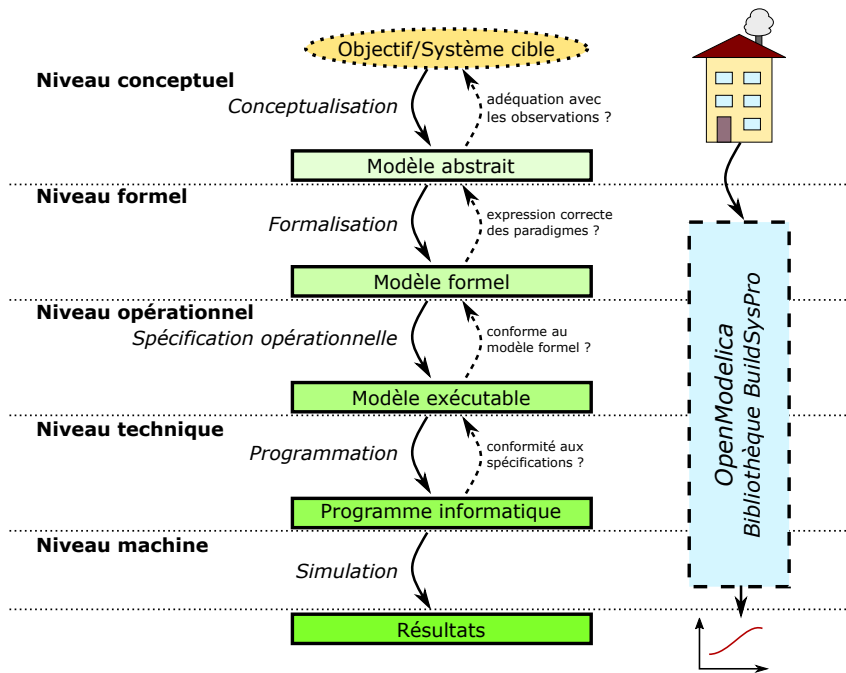 Objectif/Système cible
Niveau conceptuel
Conceptualisation
adéquation avec
les observations ?
Modèle abstrait
Niveau formel
Formalisation
expression correcte
des paradigmes ?
Modèle formel
Niveau opérationnel
Spécification opérationnelle
conforme au
modèle formel ?
Modèle exécutable
Niveau technique
Programmation
conformité aux
spécifications ?
Programme informatique
Niveau machine
Simulation
Résultats
OpenModelica
Bibliothèque BuildSysPro